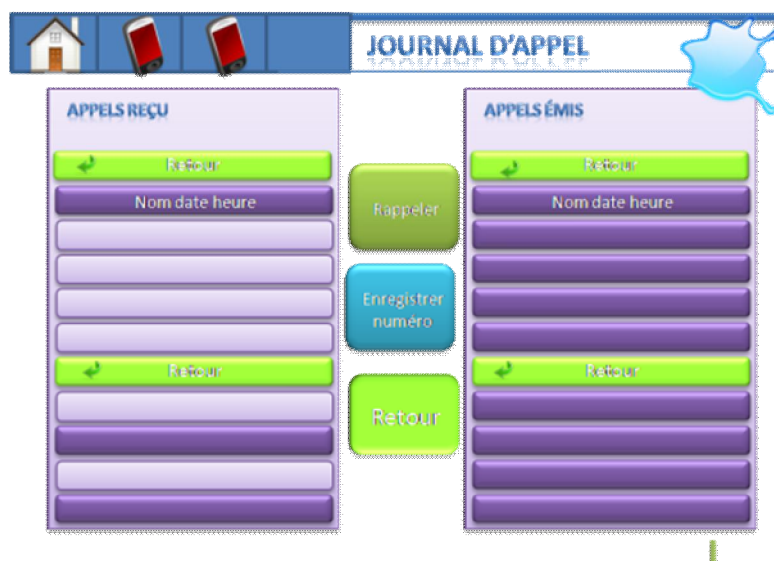 JOURNAL D'APPEL
APPELS REÇU
Retour
Nom date heure
Retour
Rappeler
Enregistrer
numéro
Retour
APPELS ÉMIS
Retour
Nom date heure
Retour